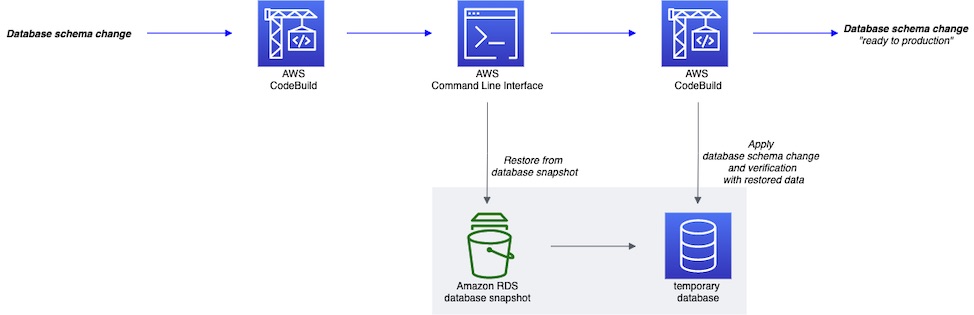 Database schema change
AWS
CodeBuild
AWS
Command Line Interface
AWS
CodeBuild
Database schema change
"ready to production"
Restore from
database snapshot
Apply
database schema change
and verification
with restored data
Amazon RDS
database snapshot
temporary
database